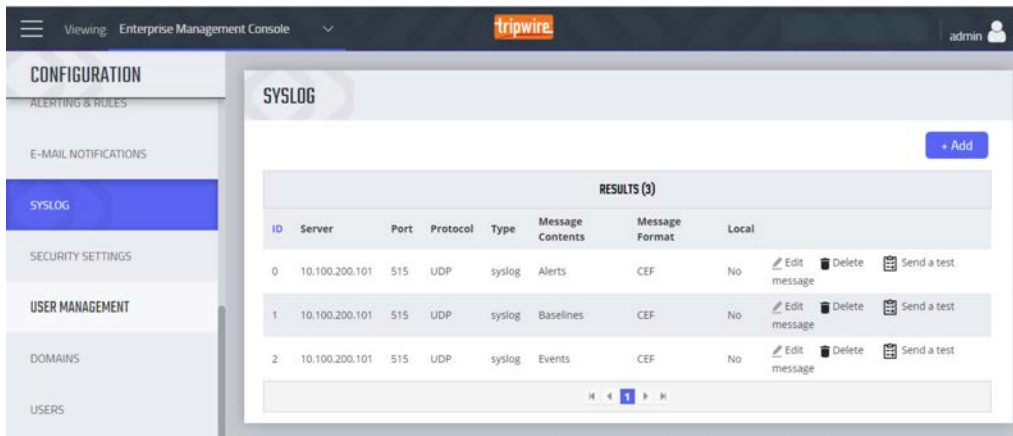 Viewing: Enterprise Management Console
tripwire
admin
CONFIGURATION
ALERTING & RULES
E-MAIL NOTIFICATIONS
SYSLOG
SECURITY SETTINGS
USER MANAGEMENT
DOMAINS
USERS
SYSLOG
+ Add
RESULTS (3)
ID Server Port Protocol Type Message Contents Message Format Local
0 10.100.200.101 515 UDP syslog Alerts CEF No Edit Delete Send a test message
1 10.100.200.101 515 UDP syslog Baselines CEF No Edit Delete Send a test message
2 10.100.200.101 515 UDP syslog Events CEF No Edit Delete Send a test message
1